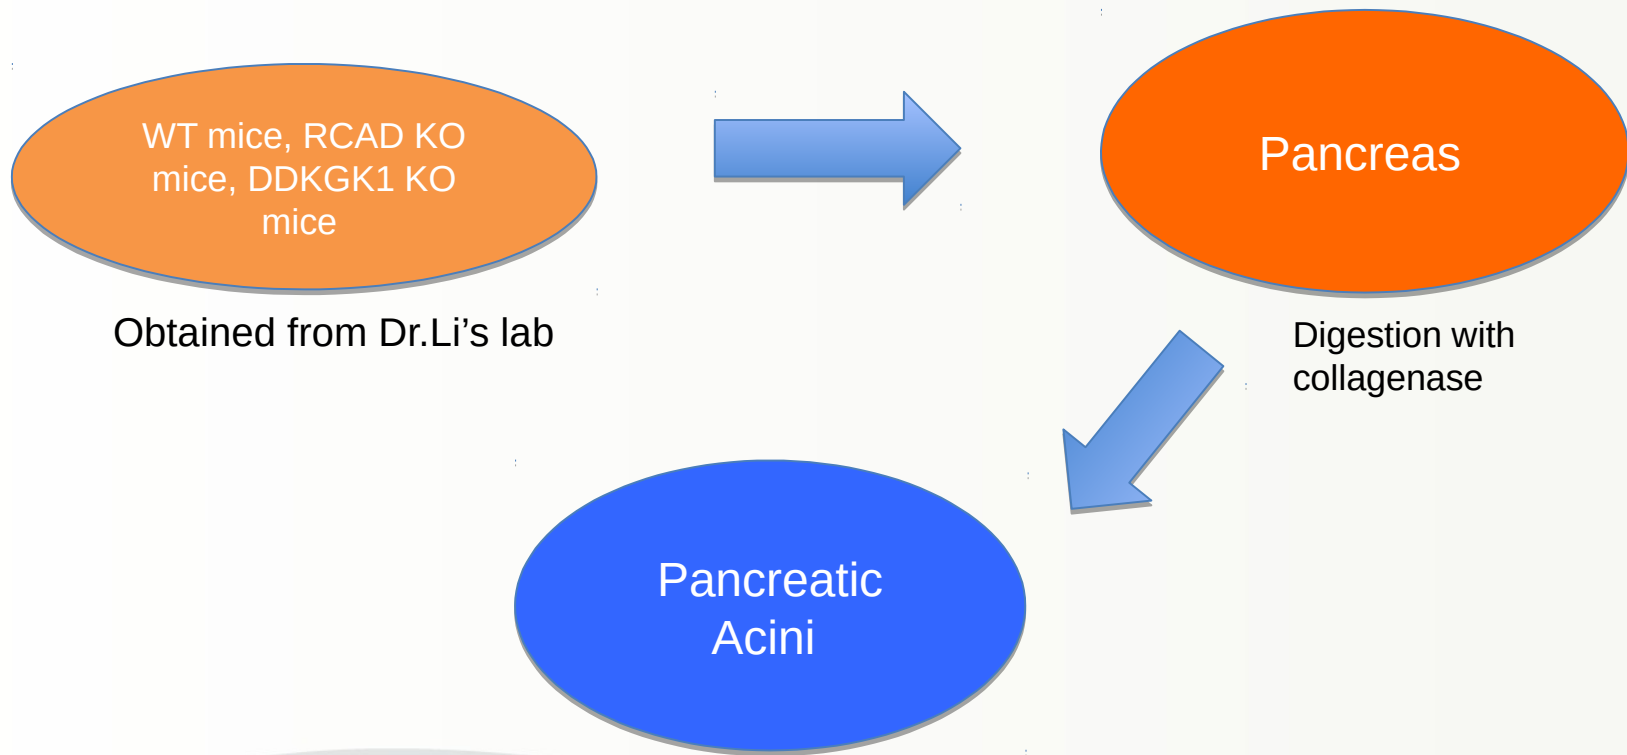 WT mice, RCAD KO
mice, DDKGK1 KO
mice
Obtained from Dr.Li’s lab
Pancreas
Digestion with
collagenase
Pancreatic
Acini